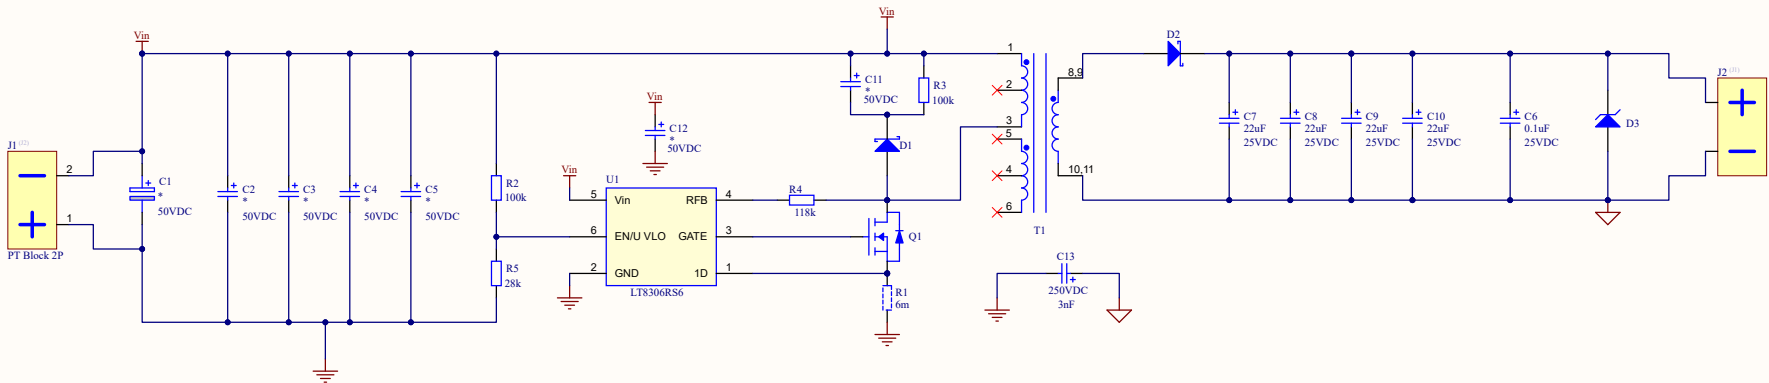 J1 (J2)
2
1
PT Block 2P
Vin
C1
*
50VDC
C2
*
50VDC
C3
*
50VDC
C4
*
50VDC
C5
*
50VDC
R2
100k
R5
28k
Vin
C12
*
50VDC
Vin
U1
5
Vin
RFB
4
6
EN/U VLO
GATE
3
2
GND
1D
1
LT8306RS6
R4
118k
Vin
C11
*
50VDC
R3
100k
D1
Q1
R1
6m
1
2
3
5
4
6
T1
8,9
10,11
C13
250VDC
3nF
D2
C7
22uF
25VDC
C8
22uF
25VDC
C9
22uF
25VDC
C10
22uF
25VDC
C6
0.1uF
25VDC
D3
J2 (J1)